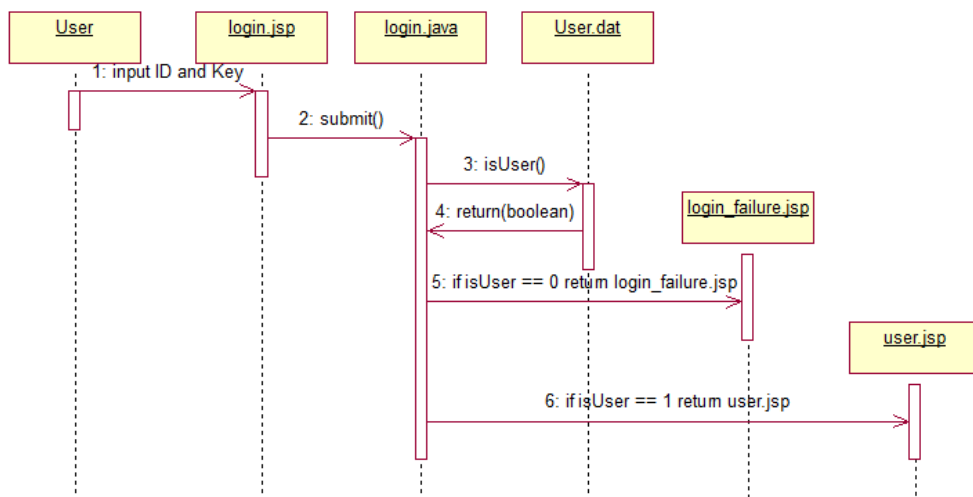 User
login.jsp
login.java
User.dat
1: input ID and Key
2: submit()
3: isUser()
login_failure.jsp
4: return(boolean)
5: if isUser == 0 return login_failure.jsp
user.jsp
6: if isUser == 1 return user.jsp